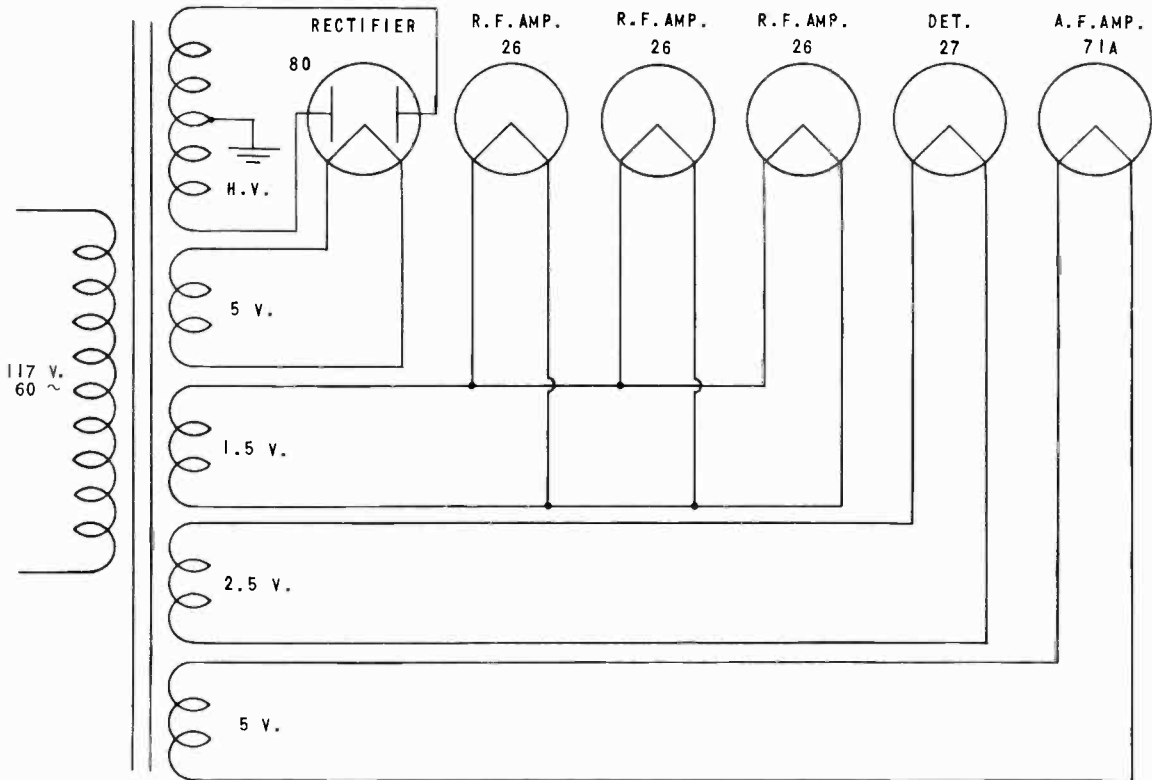 RECTIFIER
80
R.F.AMP.
26
R.F.AMP.
26
R.F.AMP.
26
DET.
27
A.F.AMP.
71A
H.V.
5 V.
117 V.
60 ~
1.5 V.
2.5 V.
5 V.